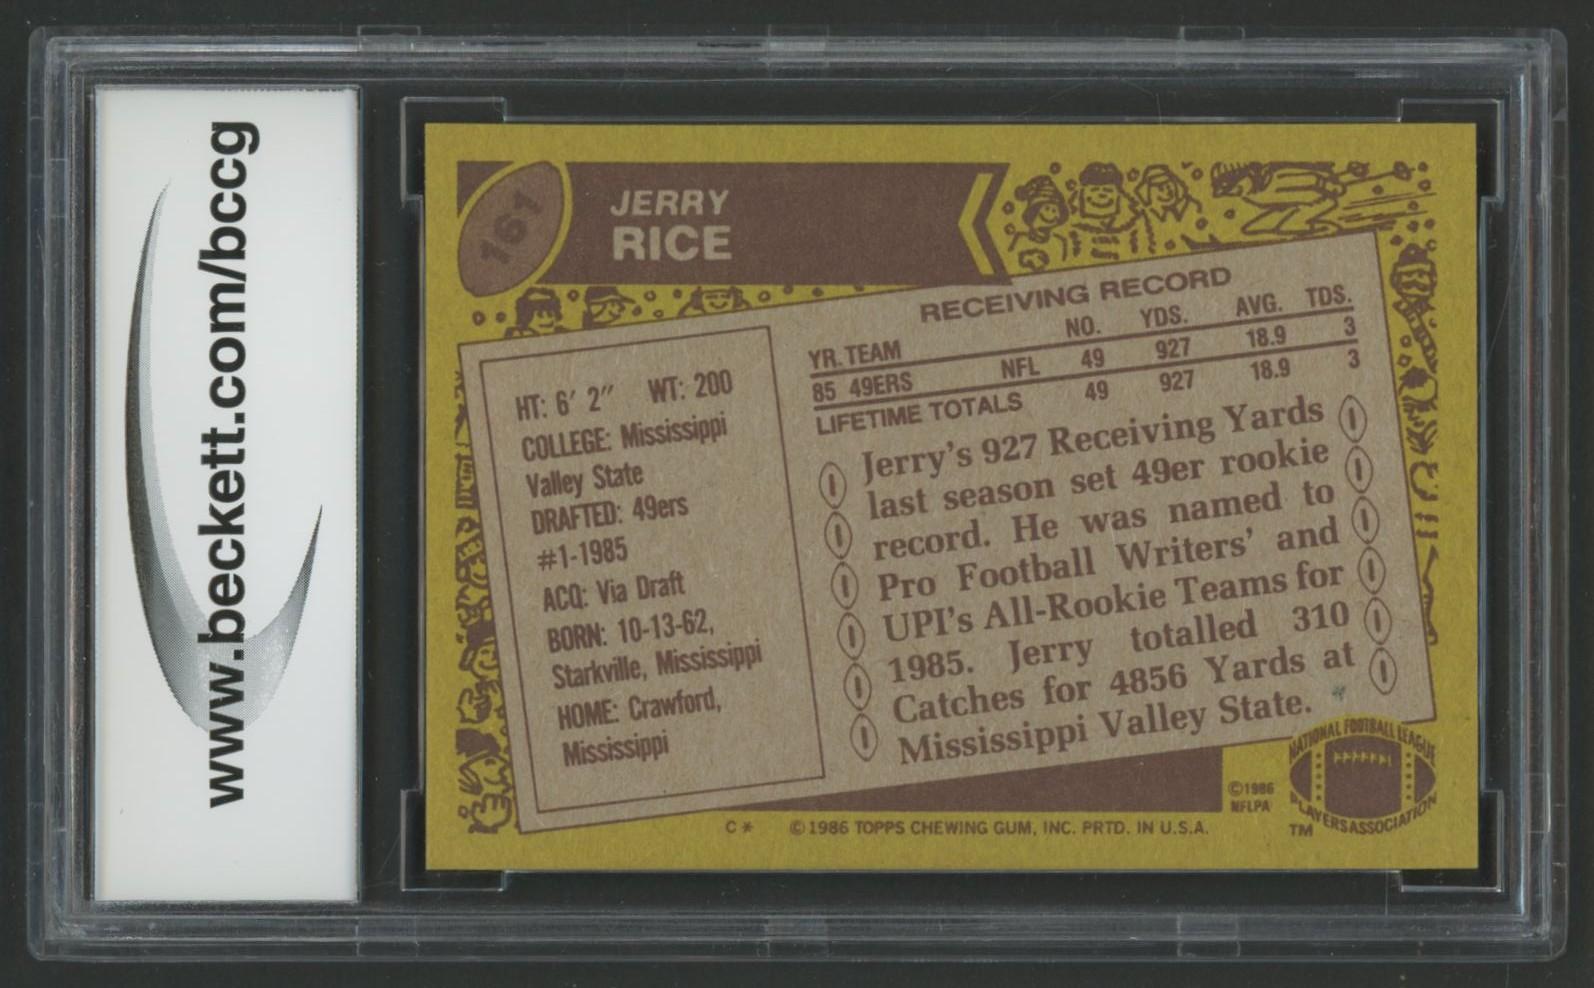 www.beckett.com/bccg
161
JERRY
RICE
HT: 6′ 2″ WT: 200
COLLEGE: Mississippi
Valley State
DRAFTED: 49ers
#1-1985
ACQ: Via Draft
BORN: 10-13-62,
Starkville, Mississippi
HOME: Crawford,
Mississippi
RECEIVING RECORD
YR. TEAM NO. YDS. AVG. TDS.
85 49ERS NFL 49 927 18.9 3
LIFETIME TOTALS 49 927 18.9 3
Jerry's 927 Receiving Yards
last season set 49er rookie
record. He was named to
Pro Football Writers' and
UPI's All-Rookie Teams for
1985. Jerry totalled 310
Catches for 4856 Yards at
Mississippi Valley State.
©1986
NFLPA
NATIONAL FOOTBALL LEAGUE
PLAYERS ASSOCIATION
TM
C* ©1986 TOPPS CHEWING GUM, INC. PRTD. IN U.S.A.